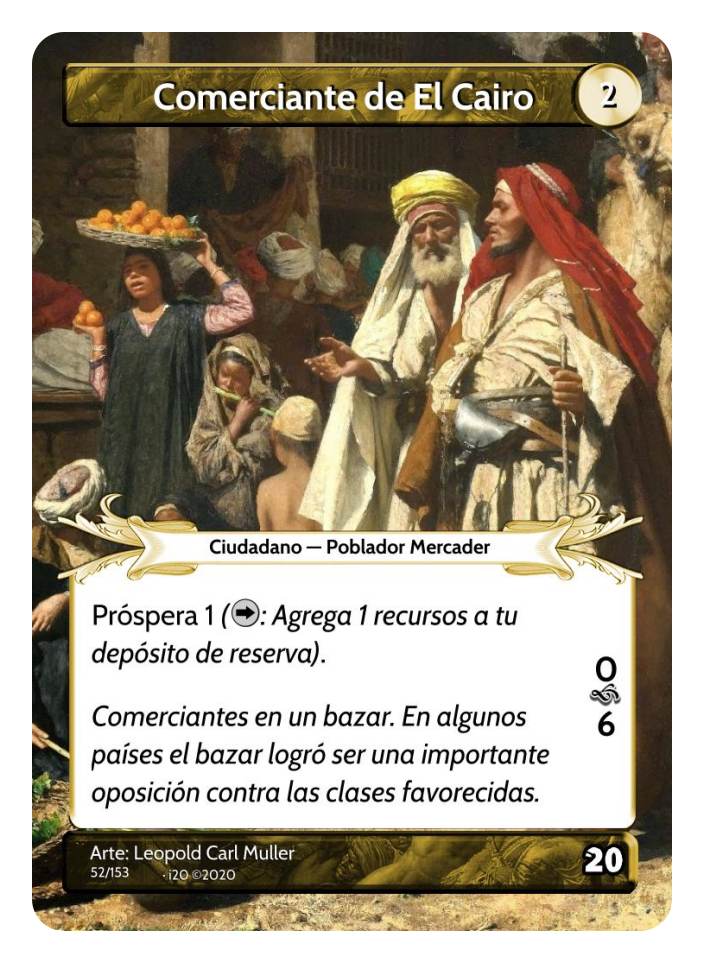 Comerciante de El Cairo
2
Ciudadano — Poblador Mercader
Próspera 1 (➡: Agrega 1 recursos a tu
depósito de reserva).
Comerciantes en un bazar. En algunos
países el bazar logró ser una importante
oposición contra las clases favorecidas.
0
6
Arte: Leopold Carl Muller
52/153 · i20 ©2020
20